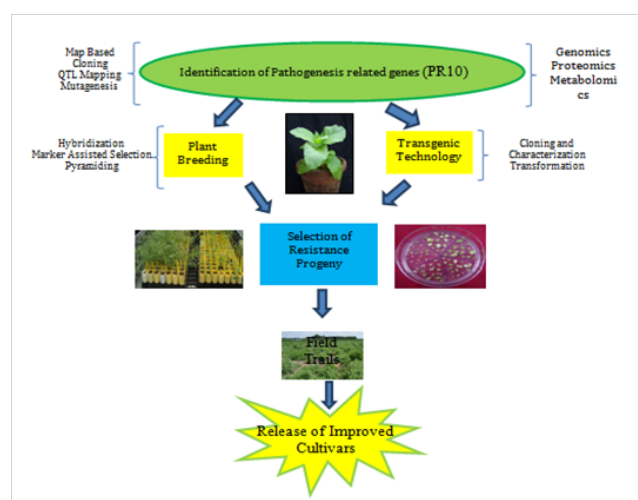 Map Based
Cloning
QTL Mapping
Mutagenesis
Identification of Pathogenesis related genes (PR10)
Genomics
Proteomics
Metabolomi
cs
Hybridization
Marker Assisted Selection
Pyramiding
Plant
Breeding
Transgenic
Technology
Cloning and
Characterization
Transformation
Selection of
Resistance
Progeny
Field
Trails
Release of Improved
Cultivars